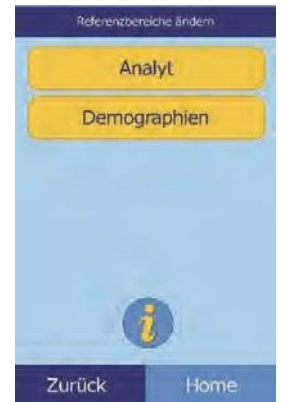 Referenzbereiche ändern
Analyt
Demographien
i
Zurück
Home